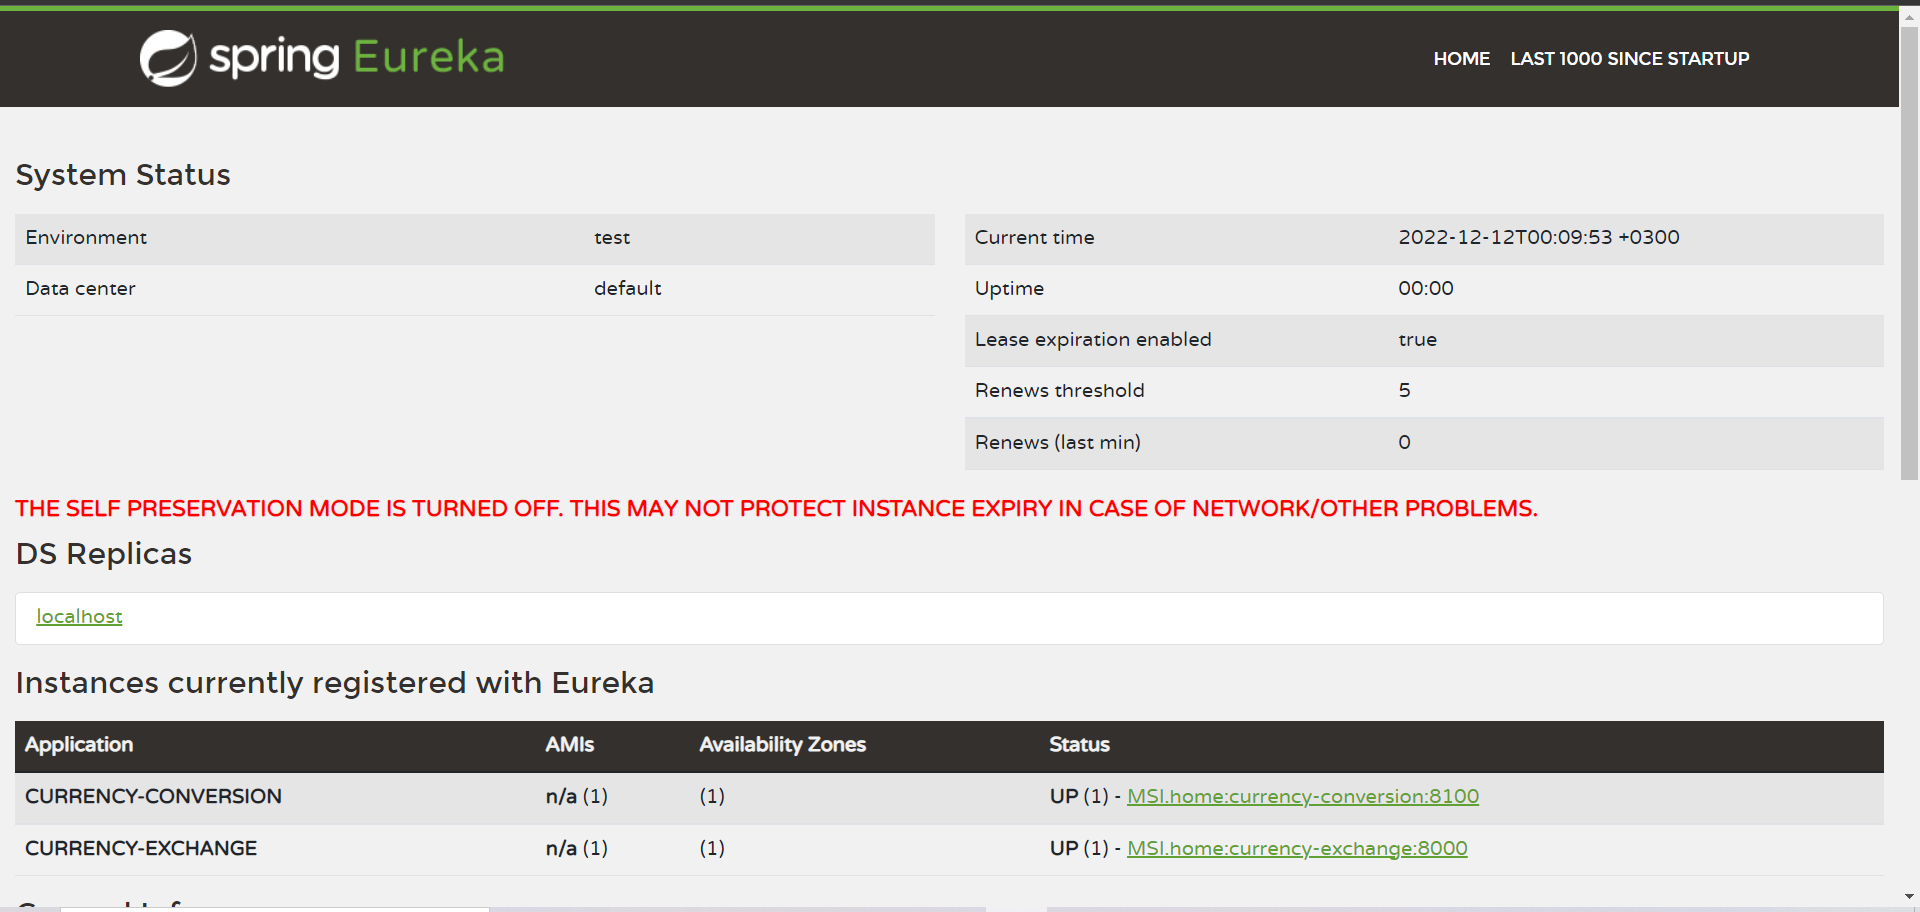 spring Eureka
HOME LAST 1000 SINCE STARTUP
System Status
Environment test
Data center default
Current time 2022-12-12T00:09:53 +0300
Uptime 00:00
Lease expiration enabled true
Renews threshold 5
Renews (last min) 0
THE SELF PRESERVATION MODE IS TURNED OFF. THIS MAY NOT PROTECT INSTANCE EXPIRY IN CASE OF NETWORK/OTHER PROBLEMS.
DS Replicas
localhost
Instances currently registered with Eureka
Application AMIs Availability Zones Status
CURRENCY-CONVERSION n/a (1) (1) UP (1) - MSI.home:currency-conversion:8100
CURRENCY-EXCHANGE n/a (1) (1) UP (1) - MSI.home:currency-exchange:8000